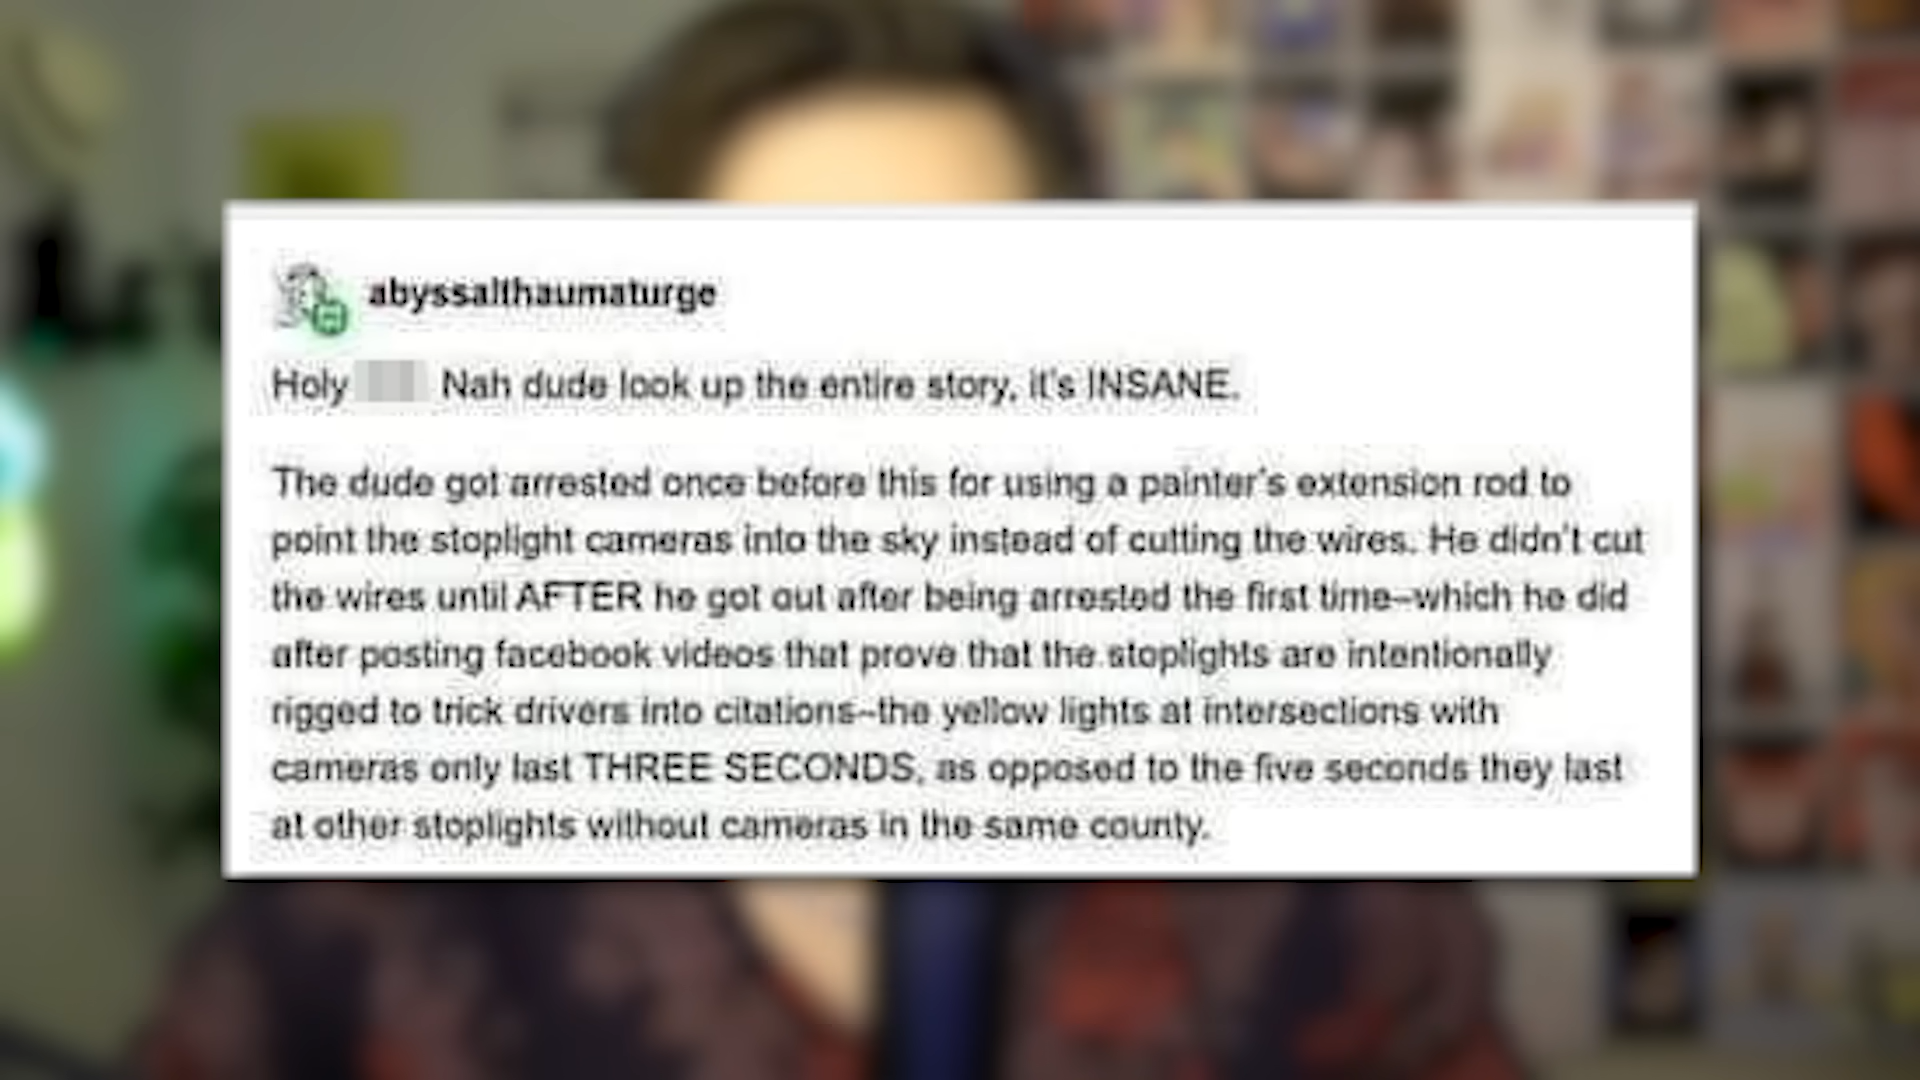 abyssalthaumaturge
Holy Nah dude look up the entire story, it's INSANE.
The dude got arrested once before this for using a painter's extension rod to
point the stoplight cameras into the sky instead of cutting the wires. He didn't cut
the wires until AFTER he got out after being arrested the first time–which he did
after posting facebook videos that prove that the stoplights are intentionally
rigged to trick drivers into citations–the yellow lights at intersections with
cameras only last THREE SECONDS, as opposed to the five seconds they last
at other stoplights without cameras in the same county.